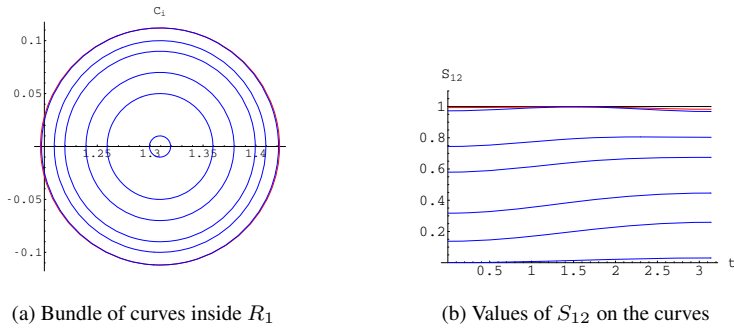 C_i
0.1
0.05
1.25 1.3 1.35 1.4
-0.05
-0.1
(a) Bundle of curves inside R_1
S_12
1
0.8
0.6
0.4
0.2
0.5 1 1.5 2 2.5 3 t
(b) Values of S_12 on the curves